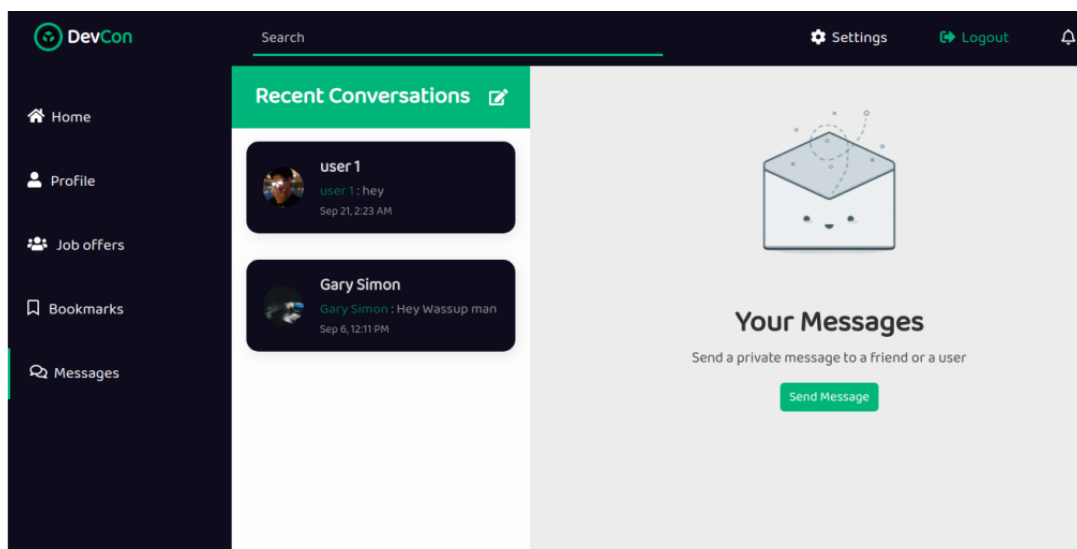 DevCon
Search
Settings
Logout
Home
Profile
Job offers
Bookmarks
Messages
Recent Conversations
user 1
user 1 : hey
Sep 21, 2:23 AM
Gary Simon
Gary Simon : Hey Wassup man
Sep 6, 12:11 PM
Your Messages
Send a private message to a friend or a user
Send Message